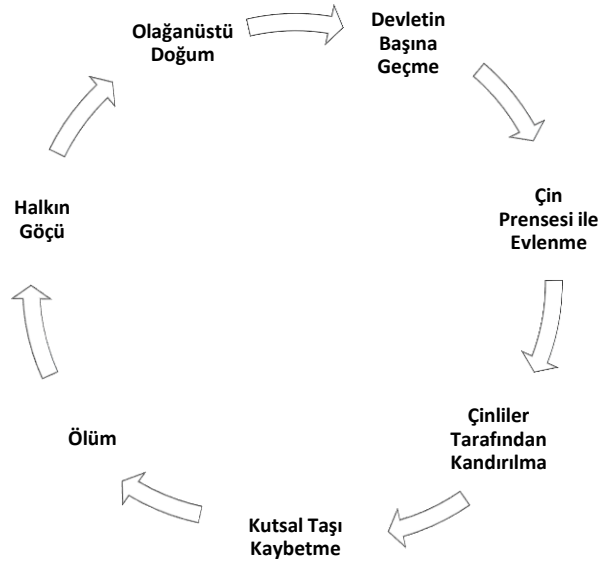 Olağanüstü
Doğum
Devletin
Başına
Geçme
Çin
Prensesi ile
Evlenme
Çinliler
Tarafından
Kandırılma
Kutsal Taşı
Kaybetme
Ölüm
Halkın
Göçü